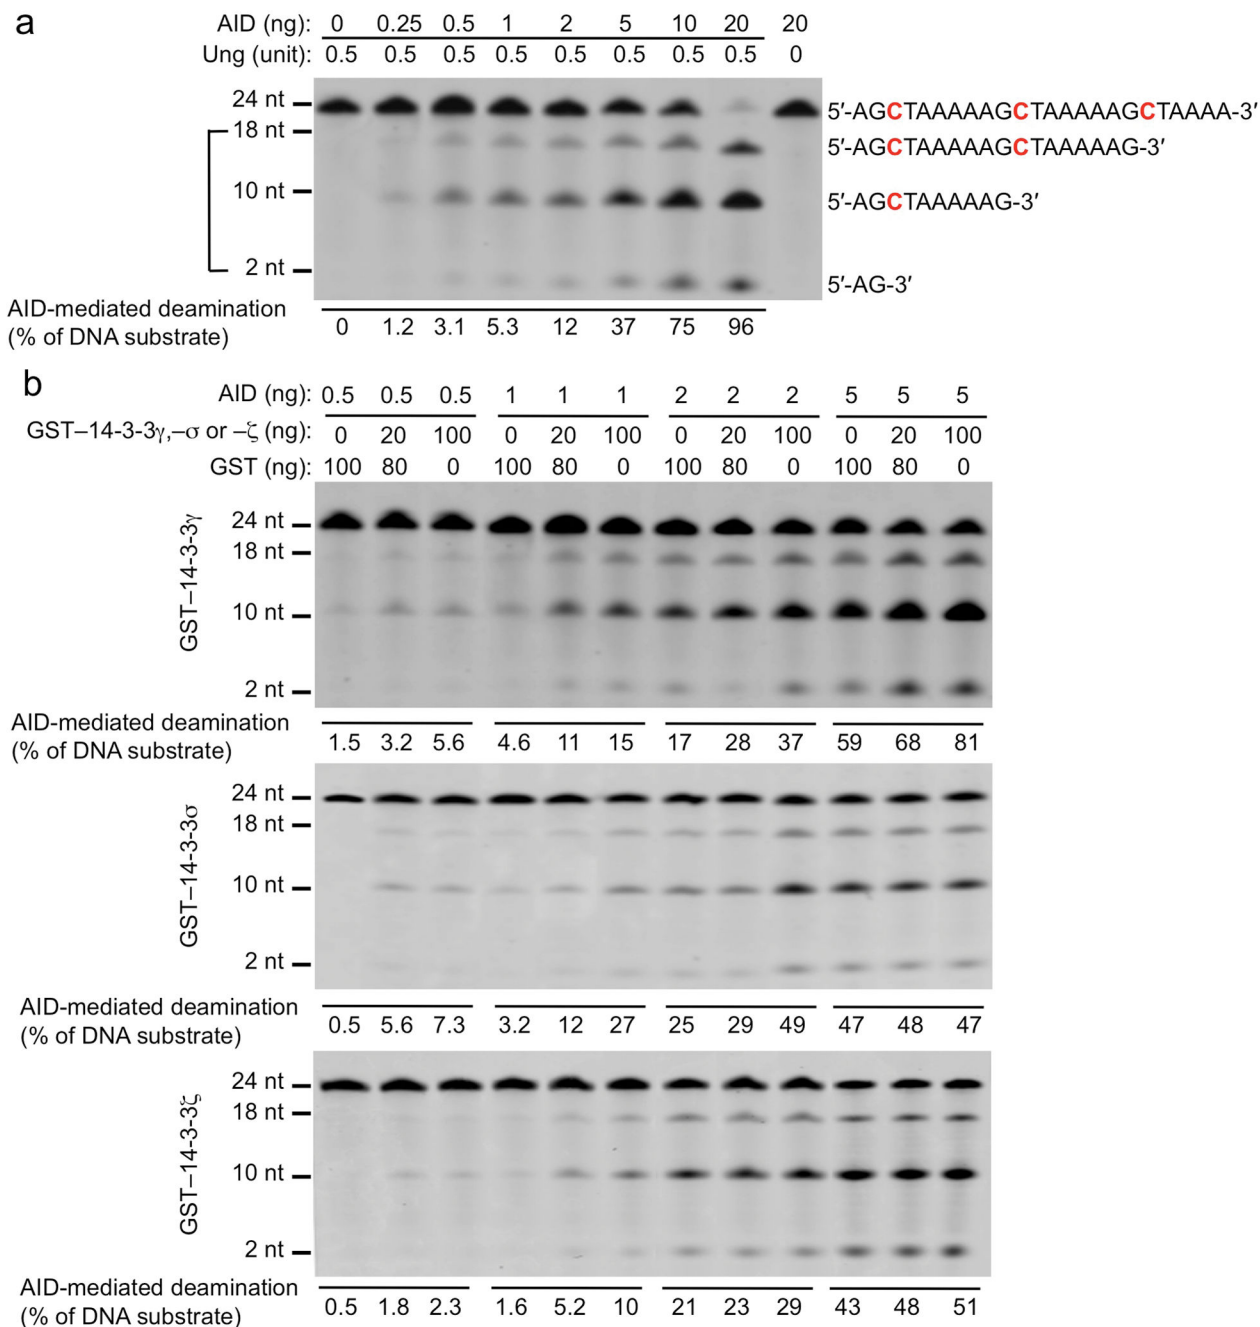 a
AID (ng): 0 0.25 0.5 1 2 5 10 20 20
Ung (unit): 0.5 0.5 0.5 0.5 0.5 0.5 0.5 0.5 0
24 nt
5′-AGCTAAAAAGCTAAAAAGCTAAAA-3′
18 nt
5′-AGCTAAAAAGCTAAAAAG-3′
10 nt
5′-AGCTAAAAAG-3′
2 nt
5′-AG-3′
AID-mediated deamination
(% of DNA substrate) 0 1.2 3.1 5.3 12 37 75 96
b
AID (ng): 0.5 0.5 0.5 1 1 1 2 2 2 5 5 5
GST–14-3-3γ,–σ or –ζ (ng): 0 20 100 0 20 100 0 20 100 0 20 100
GST (ng): 100 80 0 100 80 0 100 80 0 100 80 0
GST–14-3-3γ
24 nt
18 nt
10 nt
2 nt
AID-mediated deamination
(% of DNA substrate) 1.5 3.2 5.6 4.6 11 15 17 28 37 59 68 81
GST–14-3-3σ
24 nt
18 nt
10 nt
2 nt
AID-mediated deamination
(% of DNA substrate) 0.5 5.6 7.3 3.2 12 27 25 29 49 47 48 47
GST–14-3-3ζ
24 nt
18 nt
10 nt
2 nt
AID-mediated deamination
(% of DNA substrate) 0.5 1.8 2.3 1.6 5.2 10 21 23 29 43 48 51